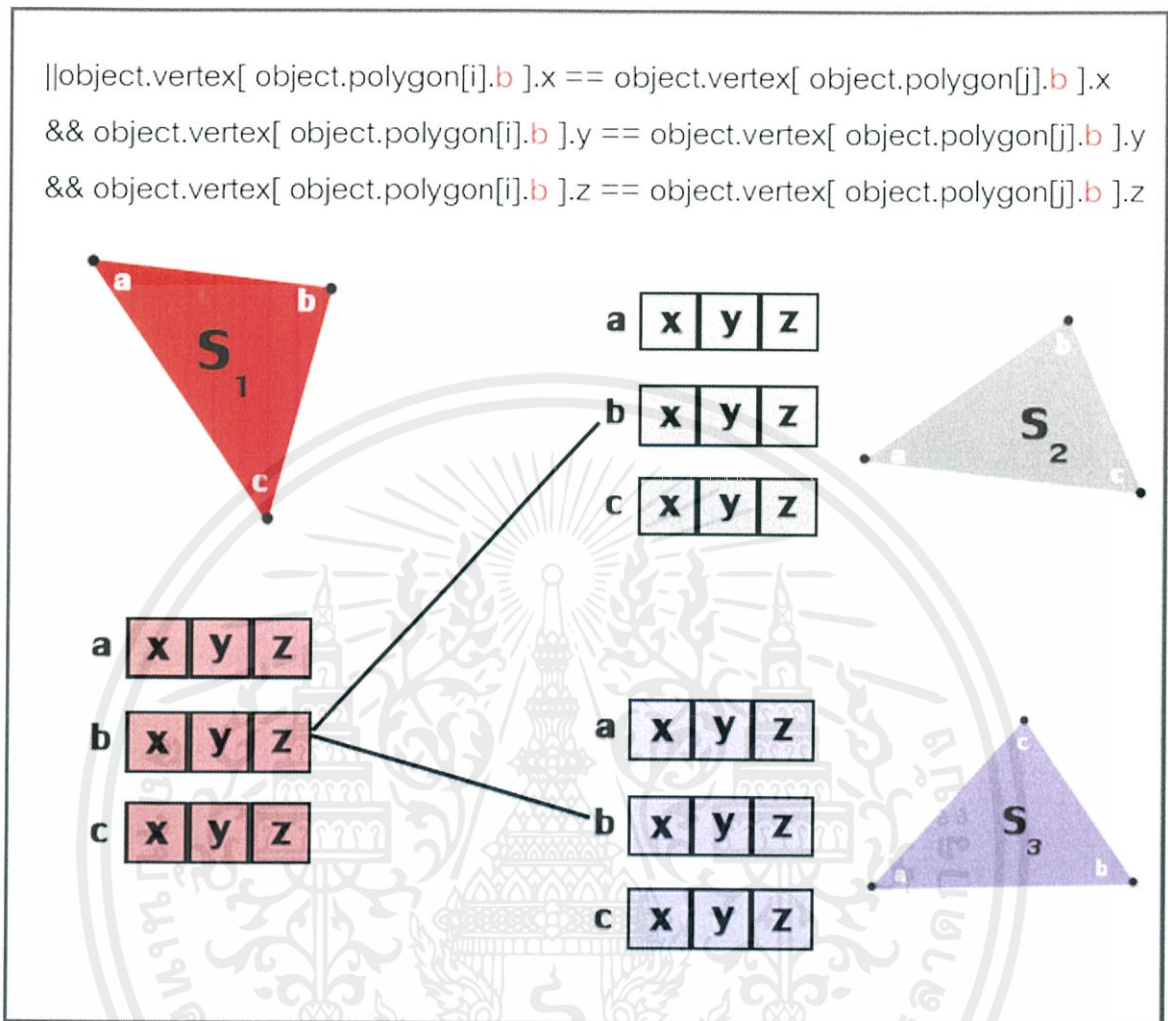 ||object.vertex[ object.polygon[i].b ].x == object.vertex[ object.polygon[j].b ].x
&& object.vertex[ object.polygon[i].b ].y == object.vertex[ object.polygon[j].b ].y
&& object.vertex[ object.polygon[i].b ].z == object.vertex[ object.polygon[j].b ].z
a
b
S1
c
a x y z
b x y z
c x y z
b
S2
a
c
a x y z
b x y z
c x y z
a x y z
b x y z
c x y z
c
S3
a
b